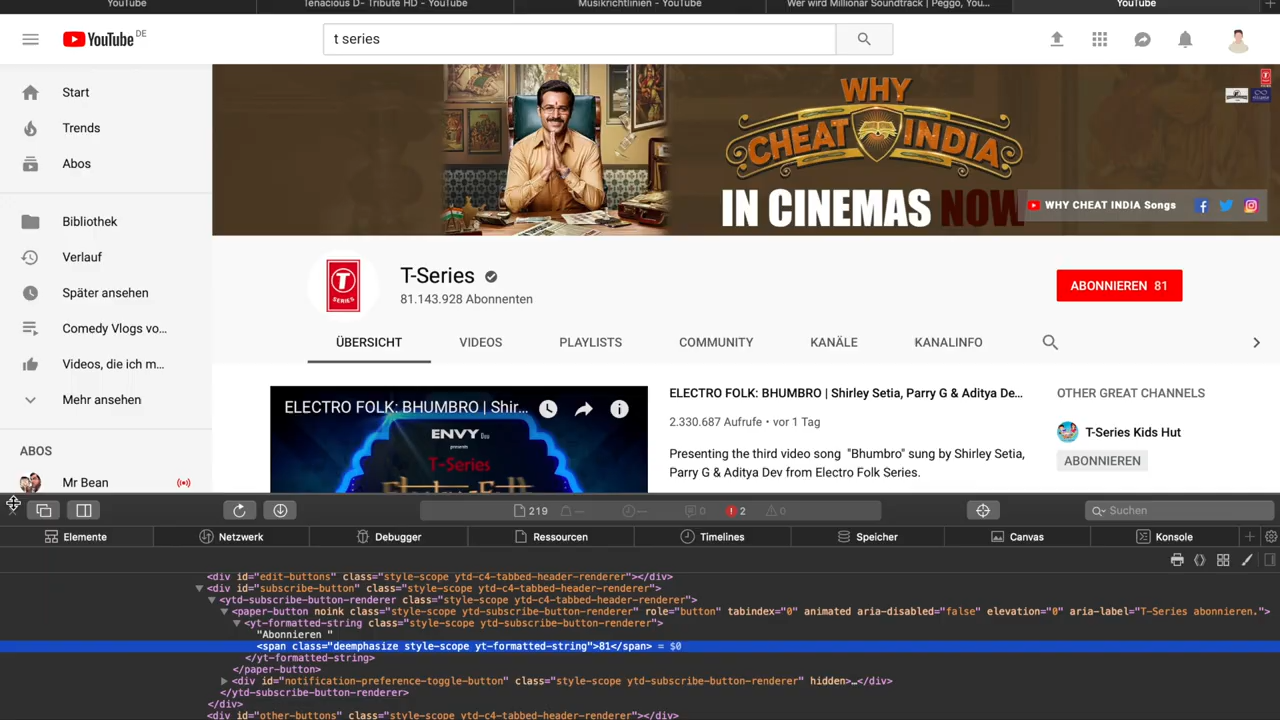 YouTube
Tenacious D- Tribute HD - YouTube
Musikrichtlinien - YouTube
Wer wird Millionär Soundtrack | Peggo, You...
YouTube
YouTube DE
t series
Start
Trends
Abos
Bibliothek
Verlauf
Später ansehen
Comedy Vlogs vo...
Videos, die ich m...
Mehr ansehen
ABOS
Mr Bean
WHY
CHEAT INDIA
IN CINEMAS NOW
WHY CHEAT INDIA Songs
T
SERIES
T-Series
81.143.928 Abonnenten
ABONNIEREN 81
ÜBERSICHT
VIDEOS
PLAYLISTS
COMMUNITY
KANÄLE
KANALINFO
ELECTRO FOLK: BHUMBRO | Shir...
ENVY
presents
T-Series
Electro-Folk
ELECTRO FOLK: BHUMBRO | Shirley Setia, Parry G & Aditya De...
2.330.687 Aufrufe • vor 1 Tag
Presenting the third video song "Bhumbro" sung by Shirley Setia,
Parry G & Aditya Dev from Electro Folk Series.
OTHER GREAT CHANNELS
T-Series Kids Hut
ABONNIEREN
219
—
—
0
2
0
Suchen
Elemente
Netzwerk
Debugger
Ressourcen
Timelines
Speicher
Canvas
Konsole
<div id="edit-buttons" class="style-scope ytd-c4-tabbed-header-renderer"></div>
<div id="subscribe-button" class="style-scope ytd-c4-tabbed-header-renderer">
<ytd-subscribe-button-renderer class="style-scope ytd-c4-tabbed-header-renderer">
<paper-button noink class="style-scope ytd-subscribe-button-renderer" role="button" tabindex="0" animated aria-disabled="false" elevation="0" aria-label="T-Series abonnieren.">
<yt-formatted-string class="style-scope ytd-subscribe-button-renderer">
"Abonnieren "
<span class="deemphasize style-scope yt-formatted-string">81</span> = $0
</yt-formatted-string>
</paper-button>
<div id="notification-preference-toggle-button" class="style-scope ytd-subscribe-button-renderer" hidden>…</div>
</ytd-subscribe-button-renderer>
</div>
<div id="other-buttons" class="style-scope ytd-c4-tabbed-header-renderer"></div>